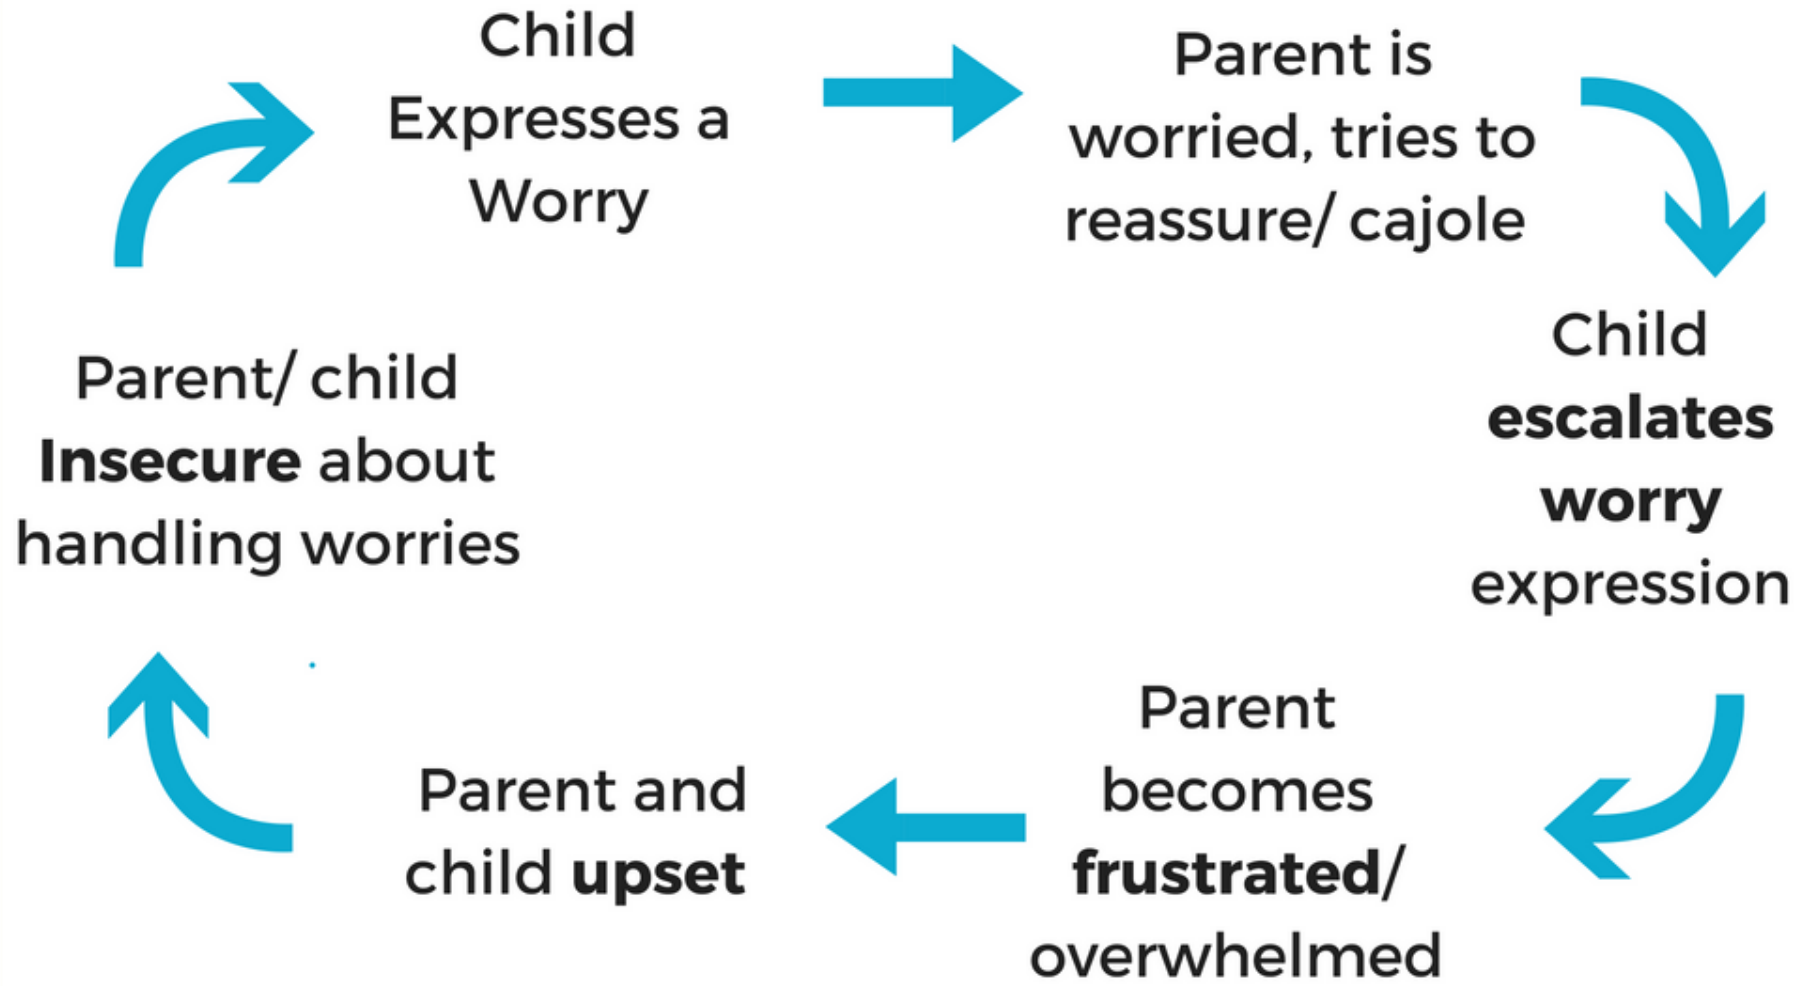 Child
Expresses a
Worry
Parent is
worried, tries to
reassure/ cajole
Child
escalates
worry
expression
Parent
becomes
frustrated/
overwhelmed
Parent and
child upset
Parent/ child
Insecure about
handling worries